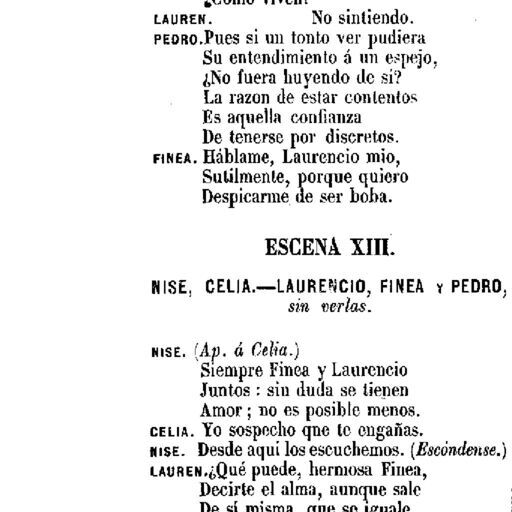 ¿Cómo viven?
LAUREN. No sintiendo.
PEDRO. Pues si un tonto ver pudiera
Su entendimiento á un espejo,
¿No fuera huyendo de sí?
La razon de estar contentos
Es aquella confianza
De tenerse por discretos.
FINEA. Háblame, Laurencio mio,
Sutilmente, porque quiero
Despicarme de ser boba.
ESCENA XIII.
NISE, CELIA.—LAURENCIO, FINEA Y PEDRO,
sin verlas.
NISE. (Ap. á Celia.)
Siempre Finea y Laurencio
Juntos : sin duda se tienen
Amor ; no es posible menos.
CELIA. Yo sospecho que te engañas.
NISE. Desde aquí los escuchemos. (Escóndense.)
LAUREN. ¿Qué puede, hermosa Finea,
Decirte el alma, aunque sale
De sí misma, que se iguale